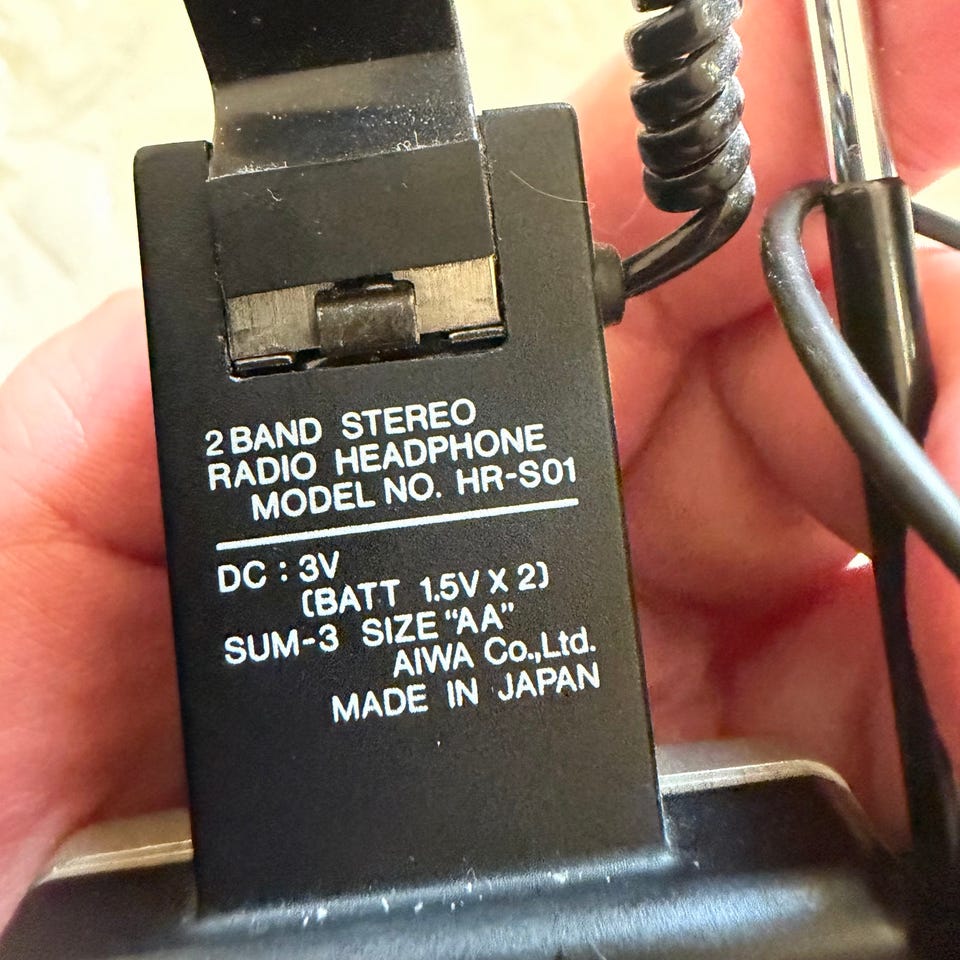 2 BAND STEREO
RADIO HEADPHONE
MODEL NO. HR-S01
DC : 3V
(BATT 1.5V X 2)
SUM-3 SIZE "AA"
AIWA Co.,Ltd.
MADE IN JAPAN